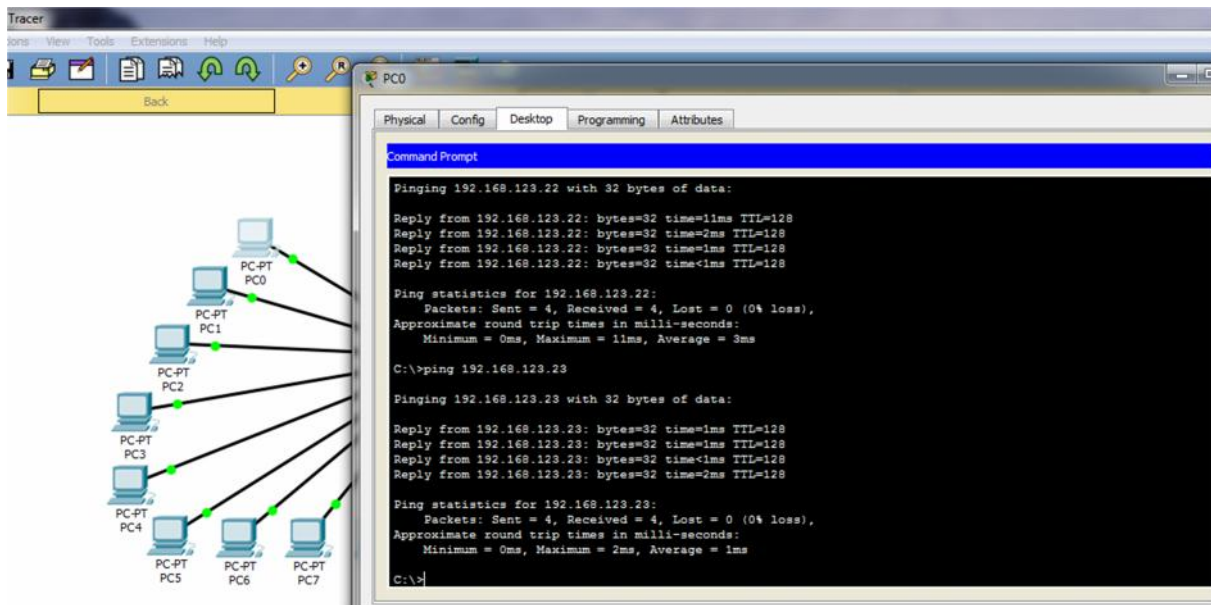 Tracer
ions View Tools Extensions Help
Back
PC0
Physical Config Desktop Programming Attributes
Command Prompt
Pinging 192.168.123.22 with 32 bytes of data:
Reply from 192.168.123.22: bytes=32 time=11ms TTL=128
Reply from 192.168.123.22: bytes=32 time=2ms TTL=128
Reply from 192.168.123.22: bytes=32 time=1ms TTL=128
Reply from 192.168.123.22: bytes=32 time<1ms TTL=128
Ping statistics for 192.168.123.22:
Packets: Sent = 4, Received = 4, Lost = 0 (0% loss),
Approximate round trip times in milli-seconds:
Minimum = 0ms, Maximum = 11ms, Average = 3ms
C:\>ping 192.168.123.23
Pinging 192.168.123.23 with 32 bytes of data:
Reply from 192.168.123.23: bytes=32 time=1ms TTL=128
Reply from 192.168.123.23: bytes=32 time=1ms TTL=128
Reply from 192.168.123.23: bytes=32 time<1ms TTL=128
Reply from 192.168.123.23: bytes=32 time=2ms TTL=128
Ping statistics for 192.168.123.23:
Packets: Sent = 4, Received = 4, Lost = 0 (0% loss),
Approximate round trip times in milli-seconds:
Minimum = 0ms, Maximum = 2ms, Average = 1ms
C:\>
PC-PT
PC0
PC-PT
PC1
PC-PT
PC2
PC-PT
PC3
PC-PT
PC4
PC-PT
PC5
PC-PT
PC6
PC-PT
PC7